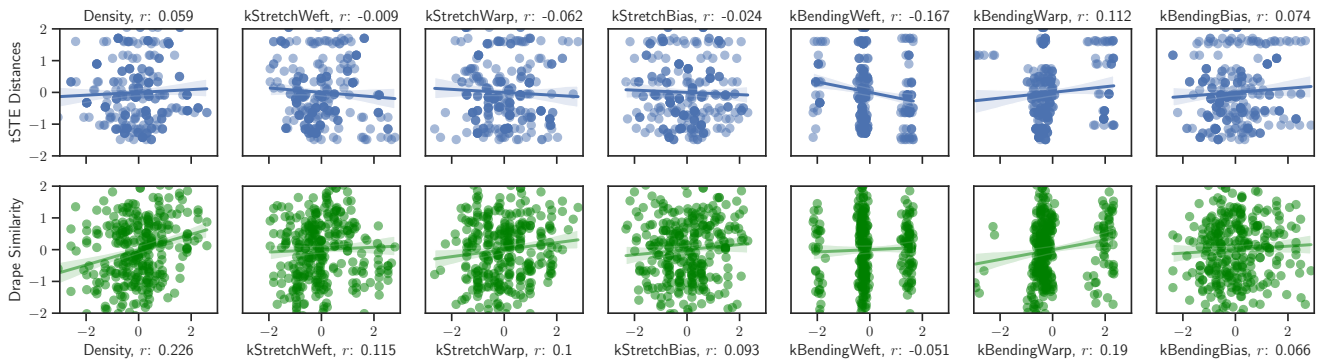 Density, r: 0.059
kStretchWeft, r: -0.009
kStretchWarp, r: -0.062
kStretchBias, r: -0.024
kBendingWeft, r: -0.167
kBendingWarp, r: 0.112
kBendingBias, r: 0.074
tSTE Distances
2
1
0
−1
−2
Drape Similarity
2
1
0
−1
−2
−2 0 2
−2 0 2
−2 0 2
−2 0 2
−2 0 2
−2 0 2
−2 0 2
Density, r: 0.226
kStretchWeft, r: 0.115
kStretchWarp, r: 0.1
kStretchBias, r: 0.093
kBendingWeft, r: -0.051
kBendingWarp, r: 0.19
kBendingBias, r: 0.066